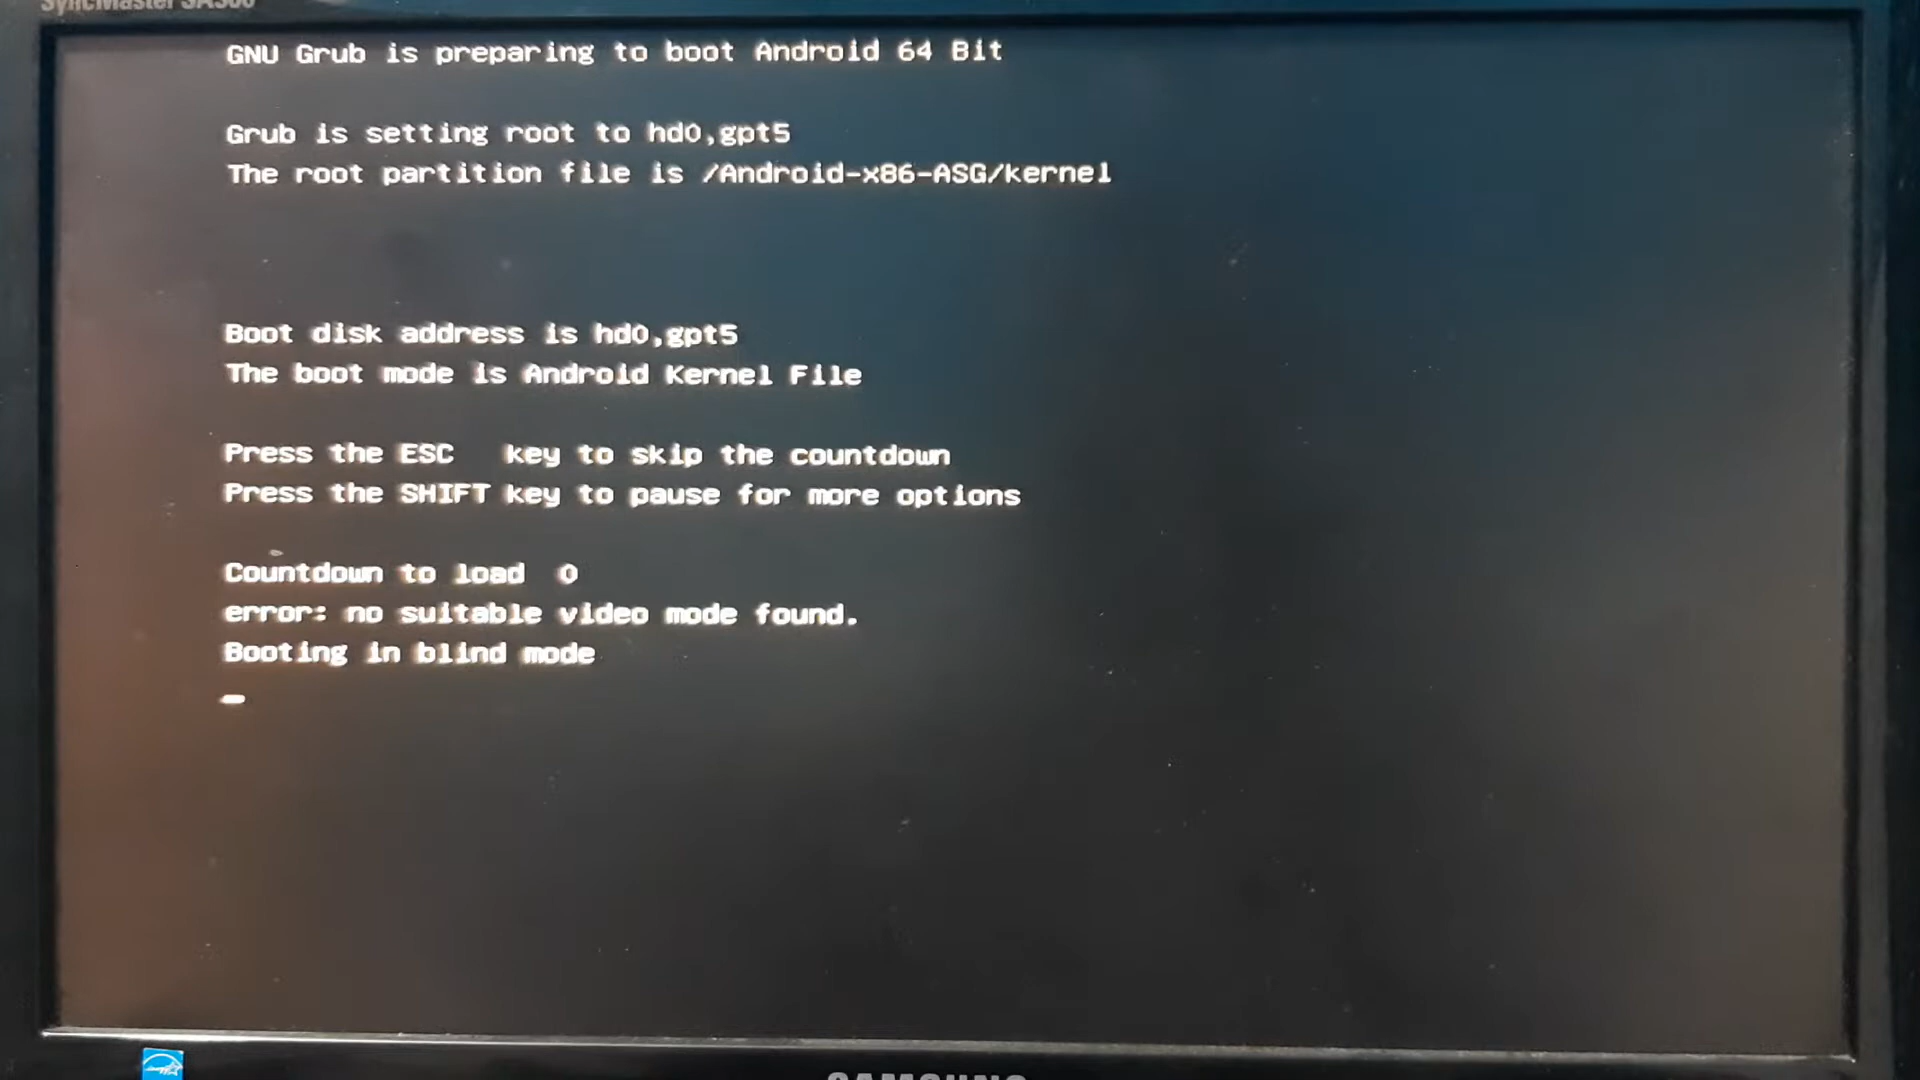 SyncMaster SA300
GNU Grub is preparing to boot Android 64 Bit
Grub is setting root to hd0,gpt5
The root partition file is /Android-x86-ASG/kernel
Boot disk address is hd0,gpt5
The boot mode is Android Kernel File
Press the ESC   key to skip the countdown
Press the SHIFT key to pause for more options
Countdown to load  0
error: no suitable video mode found.
Booting in blind mode
SAMSUNG